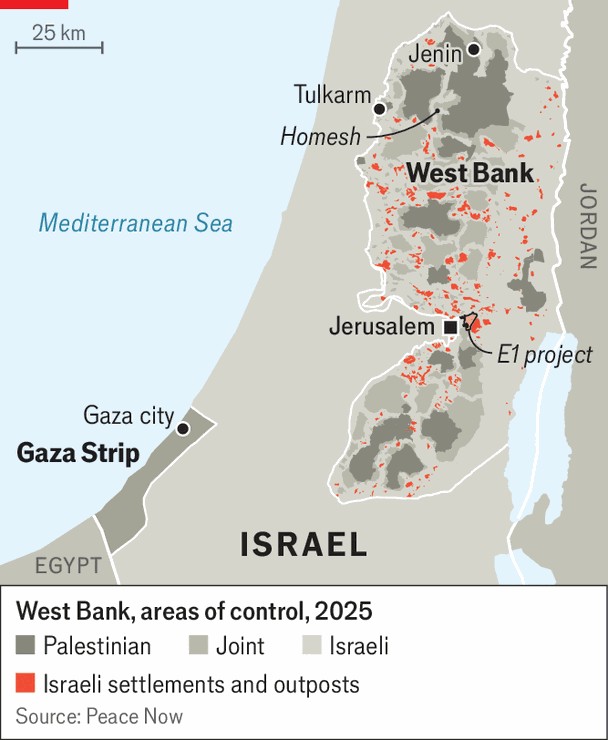 25 km
Jenin
Tulkarm
Homesh
West Bank
Mediterranean Sea
JORDAN
Jerusalem
E1 project
Gaza city
Gaza Strip
ISRAEL
EGYPT
West Bank, areas of control, 2025
Palestinian Joint Israeli
Israeli settlements and outposts
Source: Peace Now